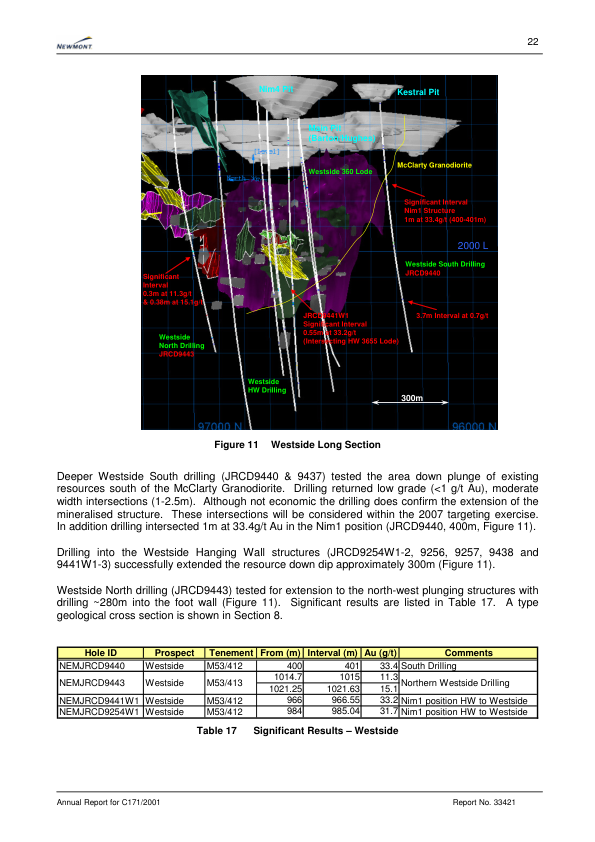 NEWMONT
22
Kestral Pit
McClarty Granodiorite
Westside 360 Lode
Significant Interval
Nim1 Structure
1m at 33.4g/t (400-401m)
2000 L
Westside South Drilling
JRCD9440
Significant
Interval
0.3m at 11.3g/t
& 0.38m at 15.1g/t
3.7m Interval at 0.7g/t
JRCD9441W1
Significant Interval
0.55m at 33.2g/t
(Intersecting HW 3655 Lode)
Westside
North Drilling
JRCD9443
Westside
HW Drilling
300m
97000 N
96000 N
Figure 11 Westside Long Section
Deeper Westside South drilling (JRCD9440 & 9437) tested the area down plunge of existing
resources south of the McClarty Granodiorite. Drilling returned low grade (<1 g/t Au), moderate
width intersections (1-2.5m). Although not economic the drilling does confirm the extension of the
mineralised structure. These intersections will be considered within the 2007 targeting exercise.
In addition drilling intersected 1m at 33.4g/t Au in the Nim1 position (JRCD9440, 400m, Figure 11).
Drilling into the Westside Hanging Wall structures (JRCD9254W1-2, 9256, 9257, 9438 and
9441W1-3) successfully extended the resource down dip approximately 300m (Figure 11).
Westside North drilling (JRCD9443) tested for extension to the north-west plunging structures with
drilling ~280m into the foot wall (Figure 11). Significant results are listed in Table 17. A type
geological cross section is shown in Section 8.
Hole ID Prospect Tenement From (m) Interval (m) Au (g/t) Comments
NEMJRCD9440 Westside M53/412 400 401 33.4 South Drilling
NEMJRCD9443 Westside M53/413 1014.7 1015 11.3 Northern Westside Drilling
1021.25 1021.63 15.1
NEMJRCD9441W1 Westside M53/412 966 966.55 33.2 Nim1 position HW to Westside
NEMJRCD9254W1 Westside M53/412 984 985.04 31.7 Nim1 position HW to Westside
Table 17 Significant Results – Westside
Annual Report for C171/2001 Report No. 33421